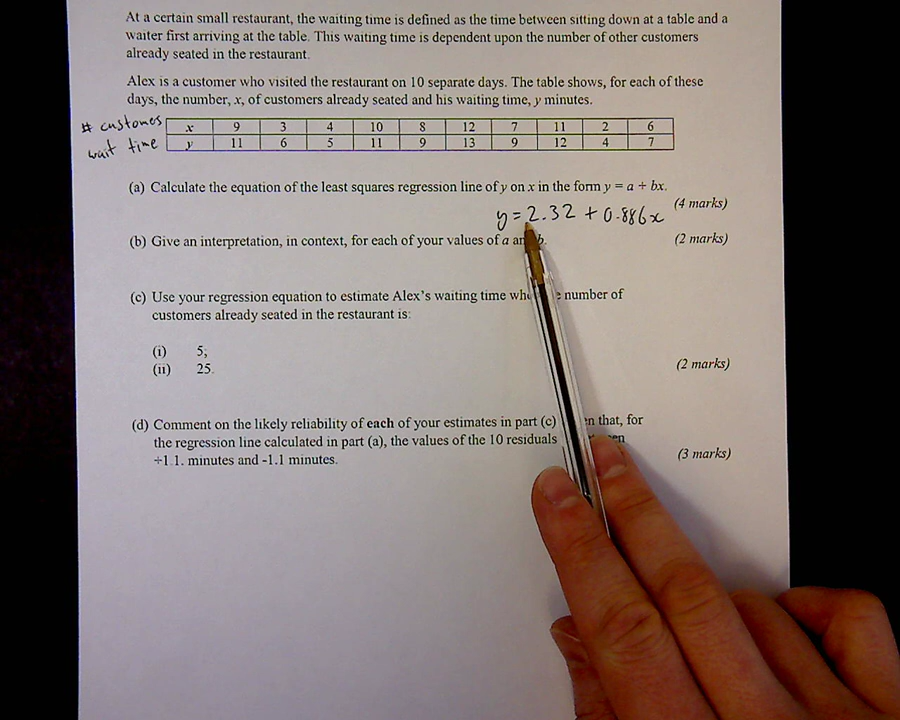 At a certain small restaurant, the waiting time is defined as the time between sitting down at a table and a
waiter first arriving at the table. This waiting time is dependent upon the number of other customers
already seated in the restaurant.
Alex is a customer who visited the restaurant on 10 separate days. The table shows, for each of these
days, the number, x, of customers already seated and his waiting time, y minutes.
# customes x 9 3 4 10 8 12 7 11 2 6
wait time y 11 6 5 11 9 13 9 12 4 7
(a) Calculate the equation of the least squares regression line of y on x in the form y = a + bx.
(4 marks)
y = 2.32 + 0.886x
(b) Give an interpretation, in context, for each of your values of a an b. (2 marks)
(c) Use your regression equation to estimate Alex's waiting time number of
customers already seated in the restaurant is:
(i) 5;
(ii) 25. (2 marks)
(d) Comment on the likely reliability of each of your estimates in part (c) that, for
the regression line calculated in part (a), the values of the 10 residuals
+1.1. minutes and -1.1 minutes. (3 marks)